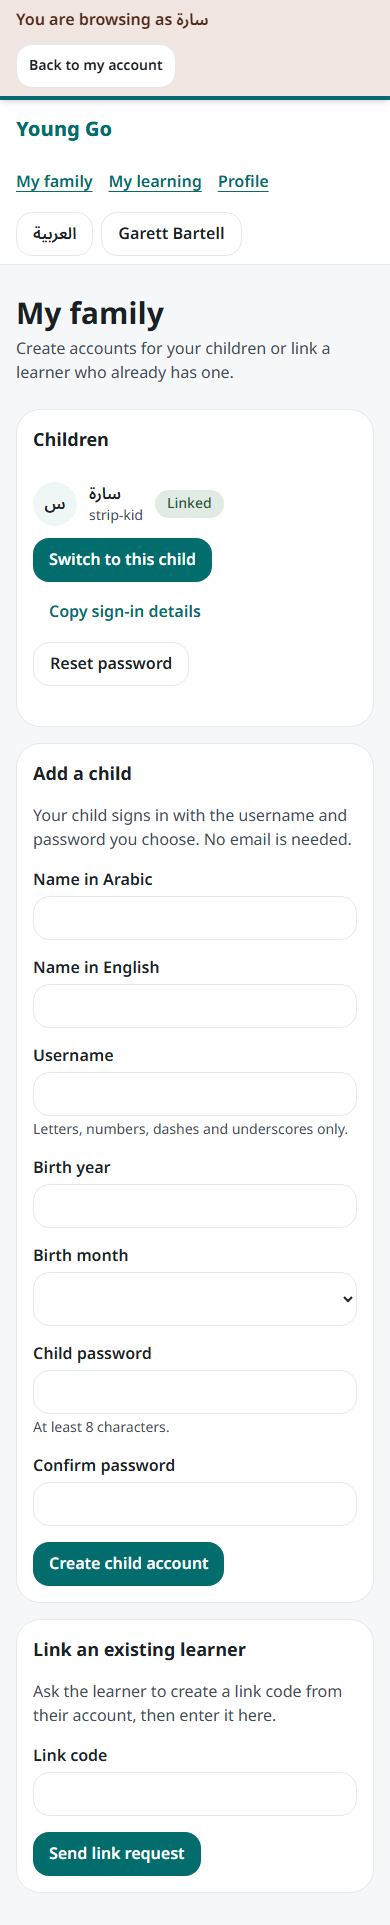 You are browsing as سارة
Back to my account
Young Go
My family My learning Profile
العربية Garett Bartell
My family
Create accounts for your children or link a
learner who already has one.
Children
س
سارة
strip-kid
Linked
Switch to this child
Copy sign-in details
Reset password
Add a child
Your child signs in with the username and
password you choose. No email is needed.
Name in Arabic
Name in English
Username
Letters, numbers, dashes and underscores only.
Birth year
Birth month
Child password
At least 8 characters.
Confirm password
Create child account
Link an existing learner
Ask the learner to create a link code from
their account, then enter it here.
Link code
Send link request